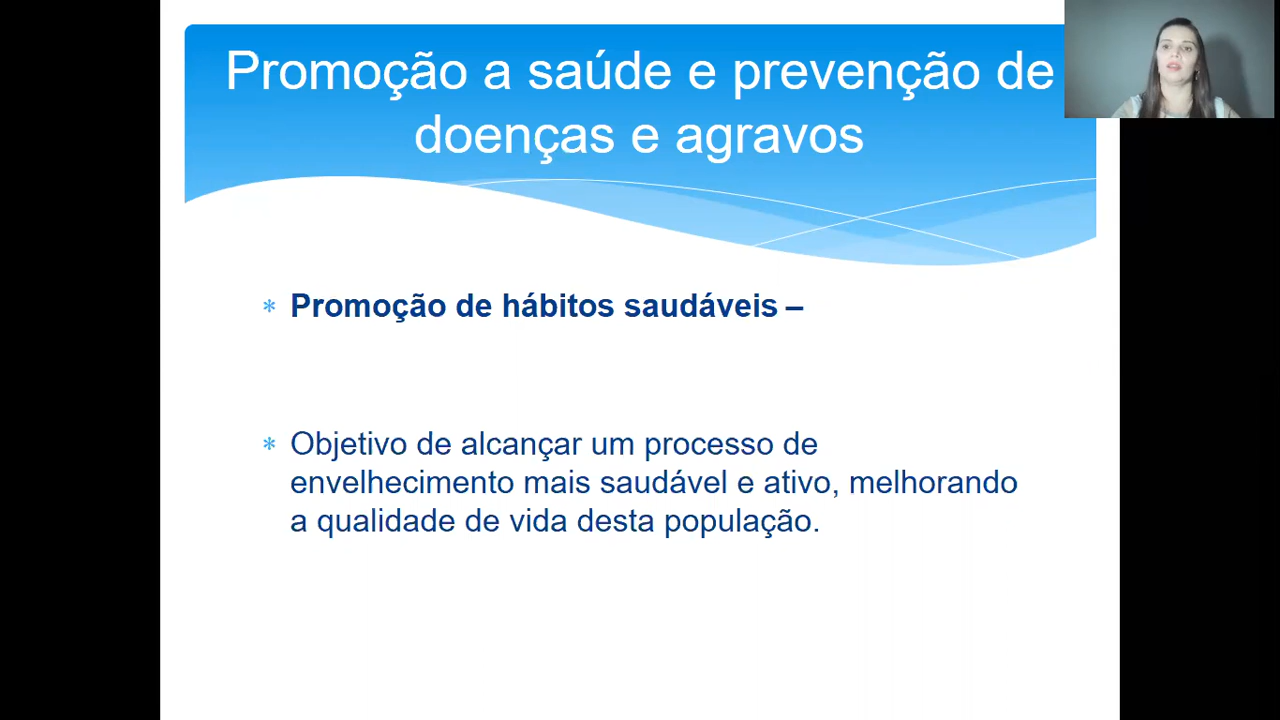 Promoção a saúde e prevenção de
doenças e agravos
* Promoção de hábitos saudáveis –
* Objetivo de alcançar um processo de
envelhecimento mais saudável e ativo, melhorando
a qualidade de vida desta população.